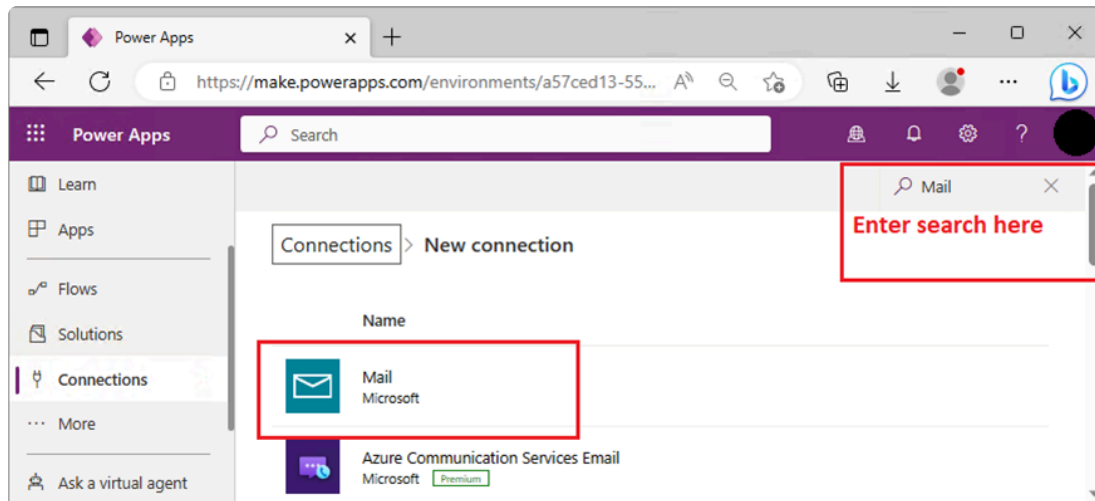 Power Apps
https://make.powerapps.com/environments/a57ced13-55...
Power Apps
Search
?
Learn
Mail
Enter search here
Apps
Connections > New connection
Flows
Name
Solutions
Connections
Mail
Microsoft
More
Azure Communication Services Email
Microsoft Premium
Ask a virtual agent